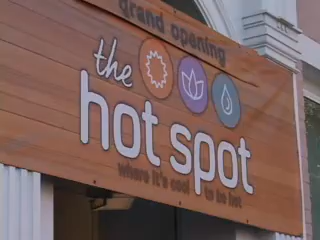 grand opening
the
hot spot
Where it's cool to be hot